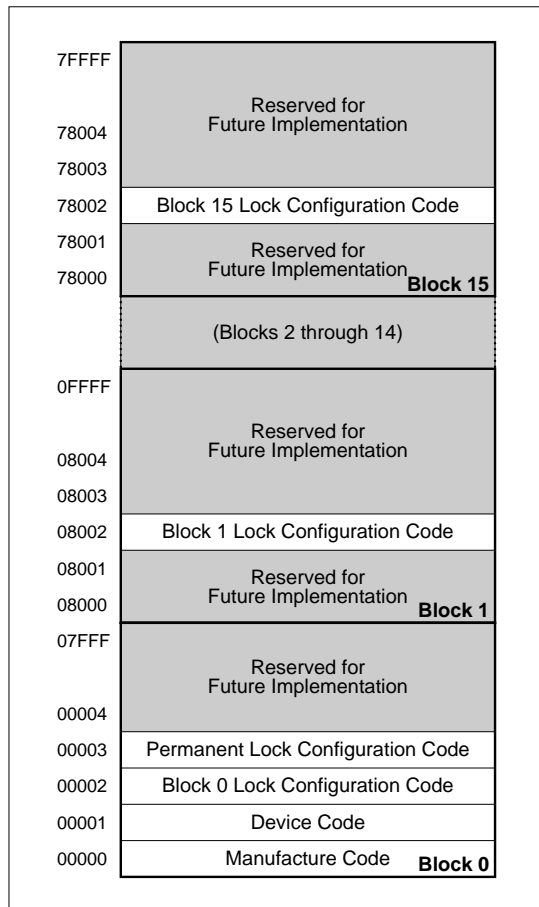 7FFFF
Reserved for
Future Implementation
78004
78003
78002
Block 15 Lock Configuration Code
78001
Reserved for
Future Implementation
78000
Block 15
(Blocks 2 through 14)
0FFFF
Reserved for
Future Implementation
08004
08003
08002
Block 1 Lock Configuration Code
08001
Reserved for
Future Implementation
08000
Block 1
07FFF
Reserved for
Future Implementation
00004
00003
Permanent Lock Configuration Code
00002
Block 0 Lock Configuration Code
00001
Device Code
00000
Manufacture Code
Block 0